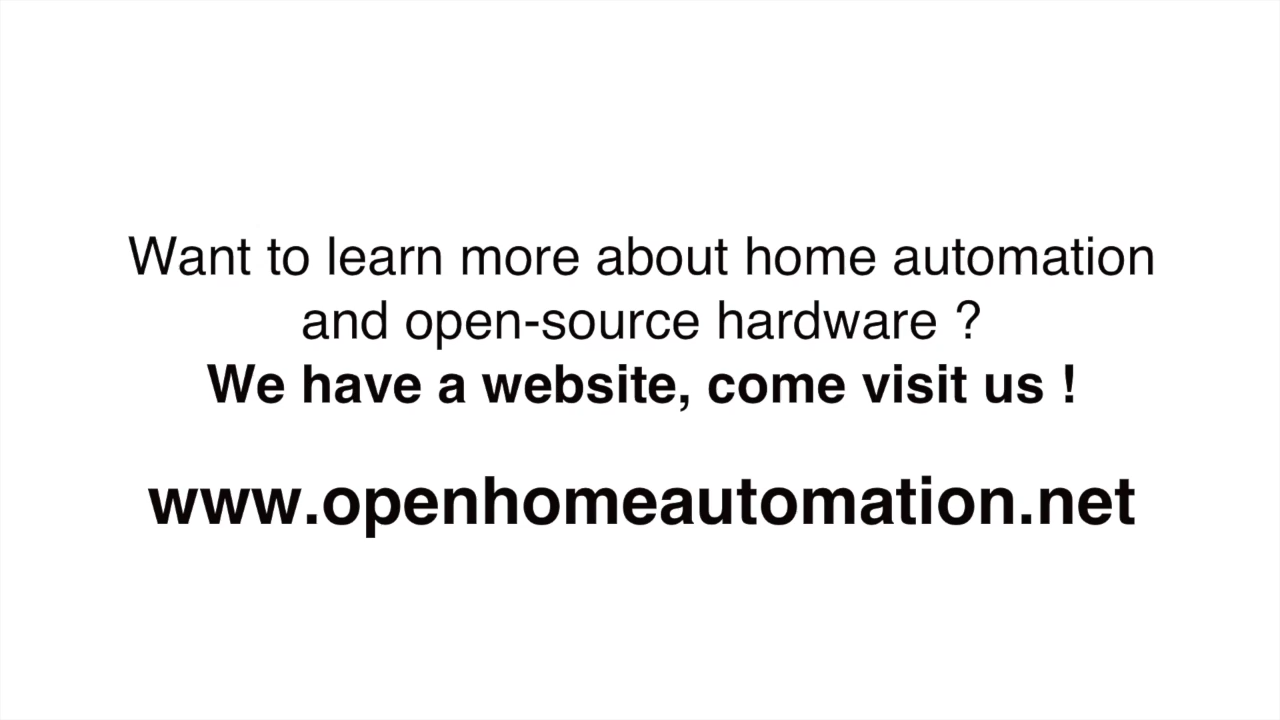 Want to learn more about home automation
and open-source hardware ?
We have a website, come visit us !
www.openhomeautomation.net